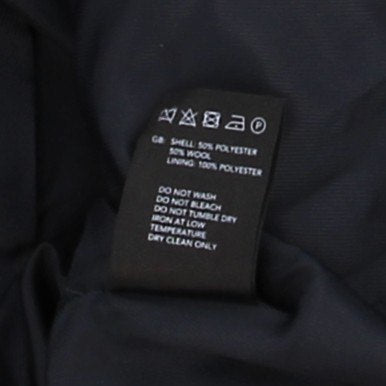 P
GB: SHELL: 50% POLYESTER
50% WOOL
LINING: 100% POLYESTER
DO NOT WASH
DO NOT BLEACH
DO NOT TUMBLE DRY
IRON AT LOW
TEMPERATURE
DRY CLEAN ONLY